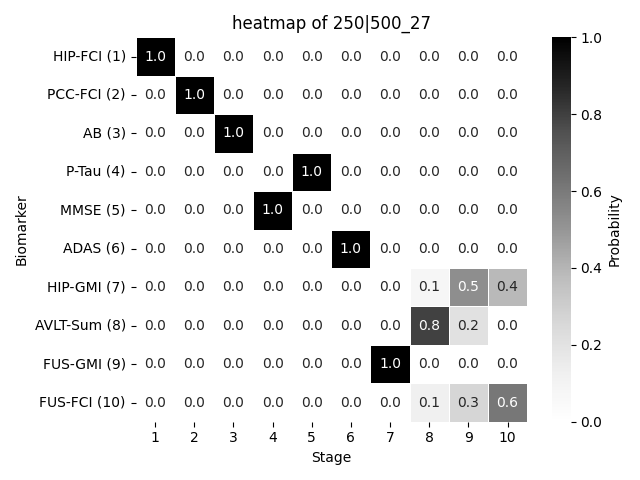 heatmap of 250|500_27
HIP-FCI (1) 1.0 0.0 0.0 0.0 0.0 0.0 0.0 0.0 0.0 0.0
PCC-FCI (2) 0.0 1.0 0.0 0.0 0.0 0.0 0.0 0.0 0.0 0.0
AB (3) 0.0 0.0 1.0 0.0 0.0 0.0 0.0 0.0 0.0 0.0
P-Tau (4) 0.0 0.0 0.0 0.0 1.0 0.0 0.0 0.0 0.0 0.0
MMSE (5) 0.0 0.0 0.0 1.0 0.0 0.0 0.0 0.0 0.0 0.0
ADAS (6) 0.0 0.0 0.0 0.0 0.0 1.0 0.0 0.0 0.0 0.0
HIP-GMI (7) 0.0 0.0 0.0 0.0 0.0 0.0 0.0 0.1 0.5 0.4
AVLT-Sum (8) 0.0 0.0 0.0 0.0 0.0 0.0 0.0 0.8 0.2 0.0
FUS-GMI (9) 0.0 0.0 0.0 0.0 0.0 0.0 1.0 0.0 0.0 0.0
FUS-FCI (10) 0.0 0.0 0.0 0.0 0.0 0.0 0.0 0.1 0.3 0.6
1 2 3 4 5 6 7 8 9 10
Stage
Biomarker
1.0
0.8
0.6
0.4
0.2
0.0
Probability